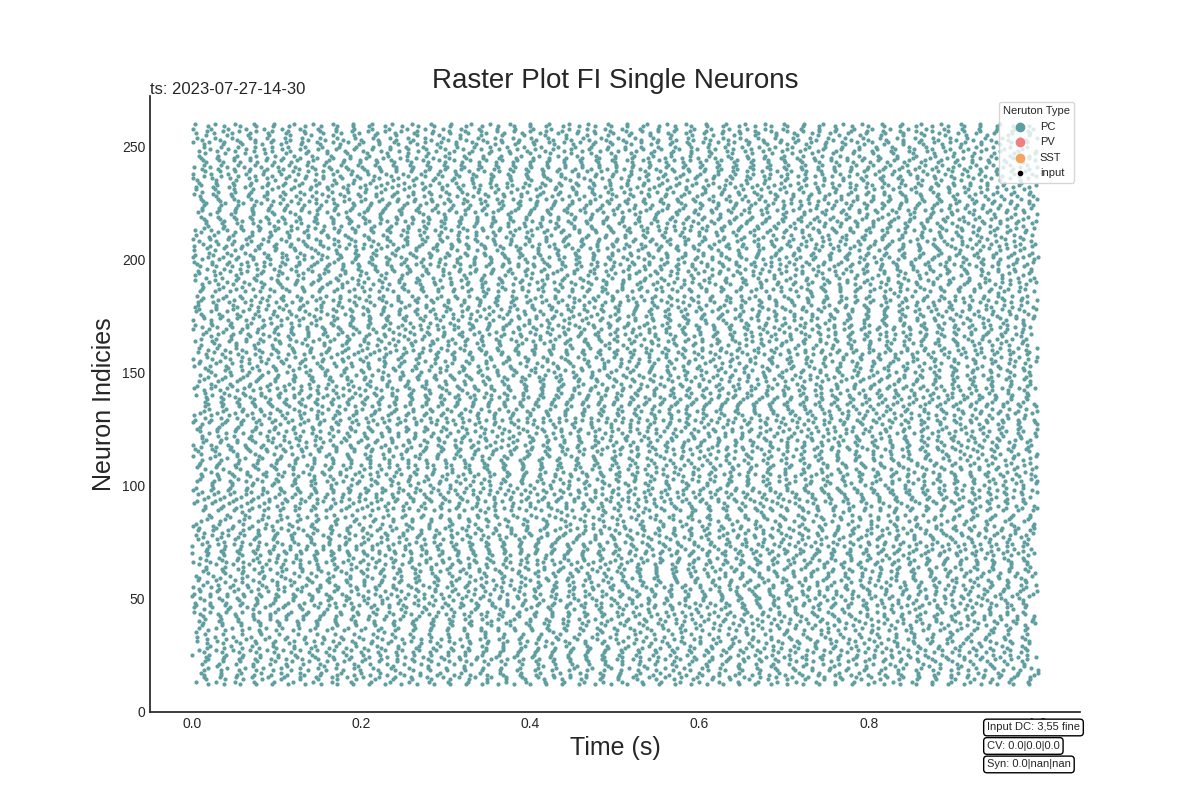 Raster Plot FI Single Neurons
ts: 2023-07-27-14-30
Neruton Type
PC
PV
SST
input
250
200
150
100
50
0
Neuron Indicies
0.0 0.2 0.4 0.6 0.8
Time (s)
Input DC: 3,55 fine
CV: 0.0|0.0|0.0
Syn: 0.0|nan|nan